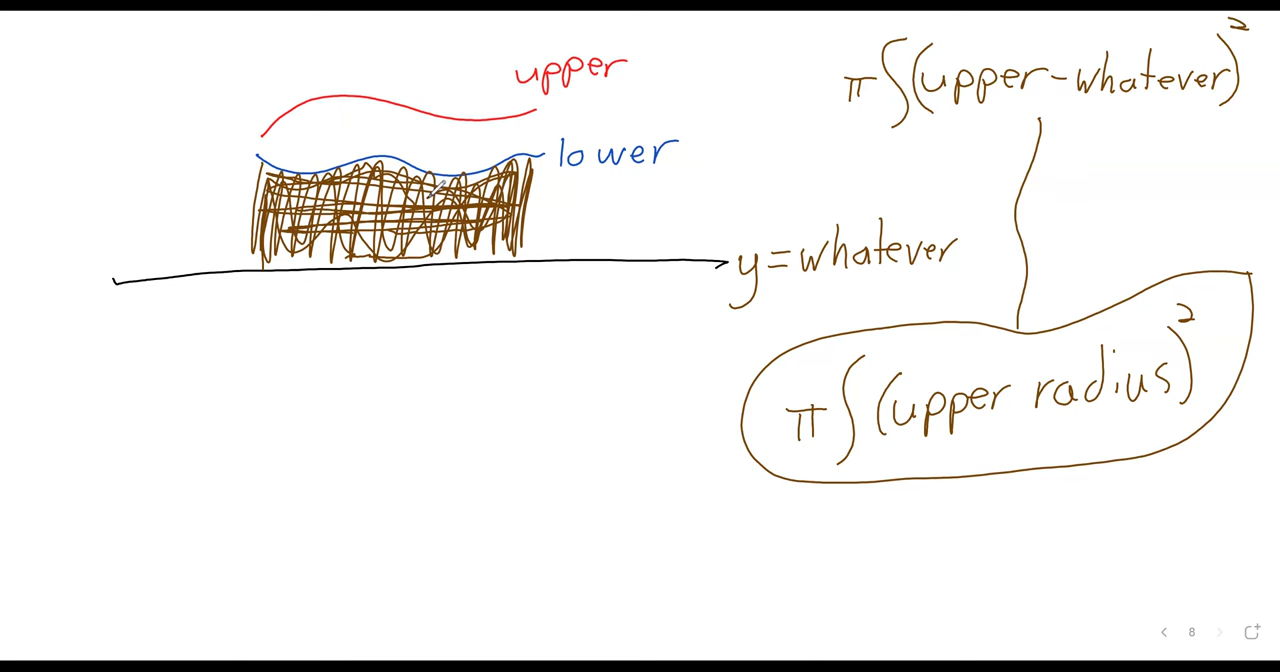 upper
lower
y = whatever
π∫(upper - whatever)²
π∫(upper radius)²
8